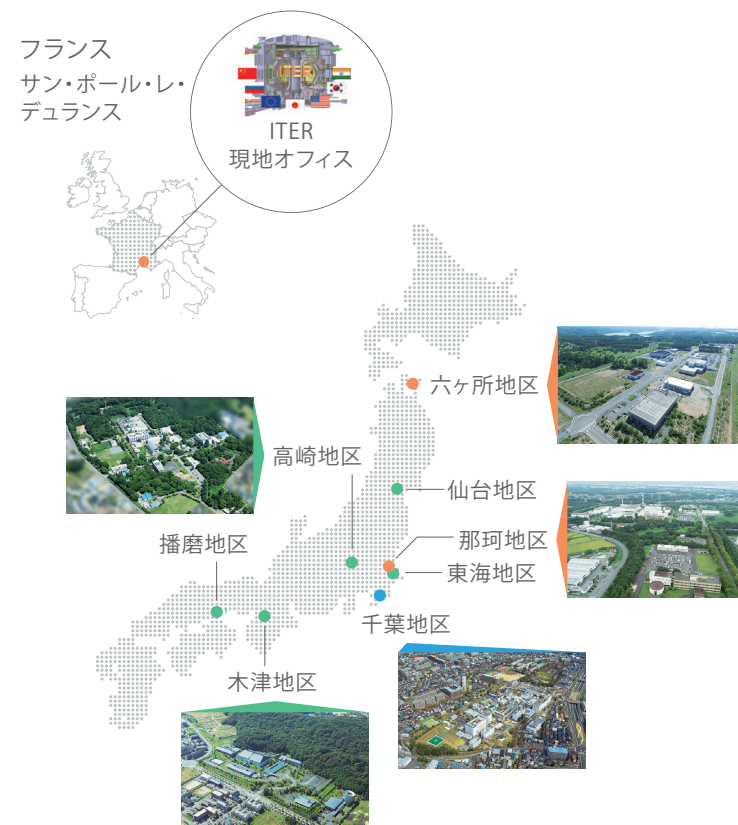 フランス
サン・ポール・レ・
デュランス
ITER
ITER
現地オフィス
六ヶ所地区
高崎地区
仙台地区
播磨地区
那珂地区
東海地区
千葉地区
木津地区